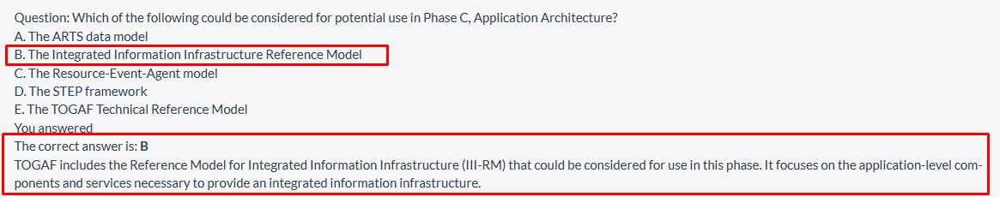 Question: Which of the following could be considered for potential use in Phase C, Application Architecture?
A. The ARTS data model
B. The Integrated Information Infrastructure Reference Model
C. The Resource-Event-Agent model
D. The STEP framework
E. The TOGAF Technical Reference Model
You answered
The correct answer is: B
TOGAF includes the Reference Model for Integrated Information Infrastructure (III-RM) that could be considered for use in this phase. It focuses on the application-level com-
ponents and services necessary to provide an integrated information infrastructure.